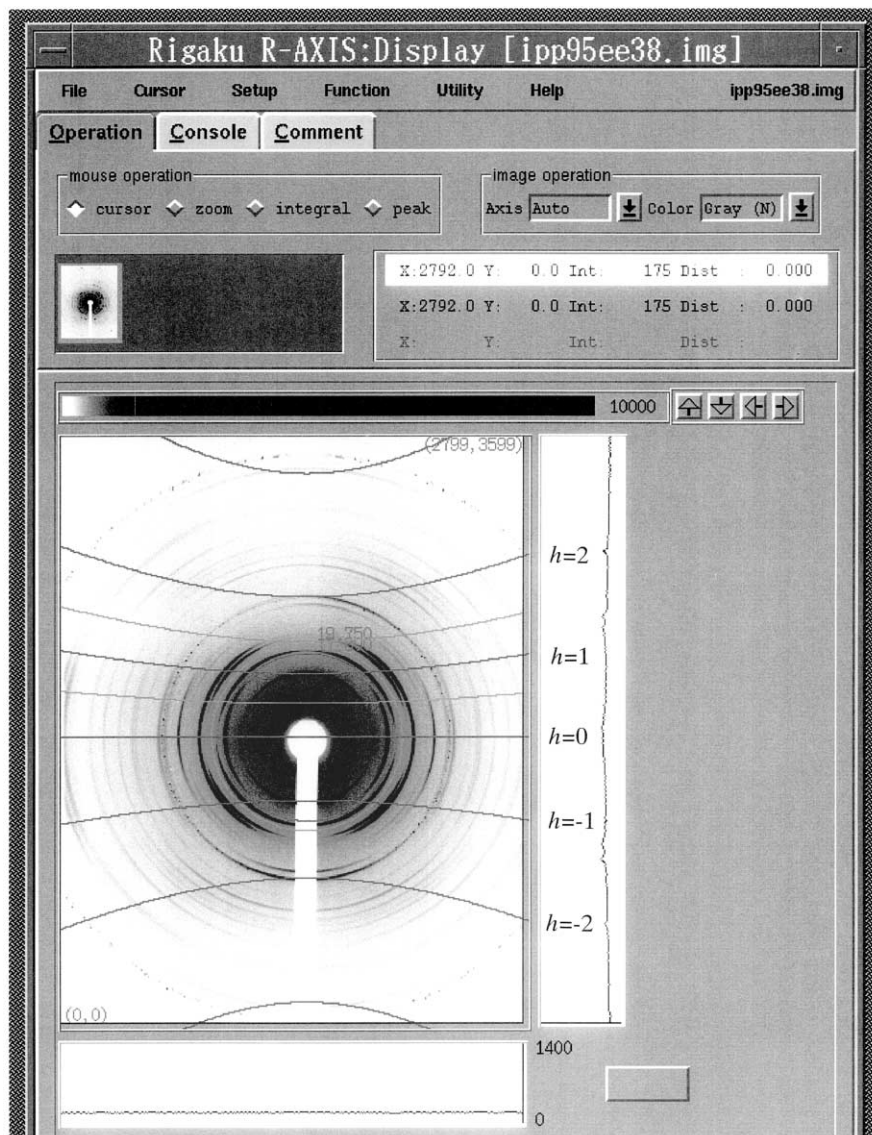 Rigaku R-AXIS:Display [ipp95ee38.img]
File Cursor Setup Function Utility Help ipp95ee38.img
Operation Console Comment
mouse operation
cursor zoom integral peak
image operation
Axis Auto Color Gray (N)
X:2792.0 Y: 0.0 Int: 175 Dist : 0.000
X:2792.0 Y: 0.0 Int: 175 Dist : 0.000
X: Y: Int: Dist :
10000
(2799,3599)
h=2
19.750
h=1
h=0
h=-1
h=-2
(0,0)
1400
0